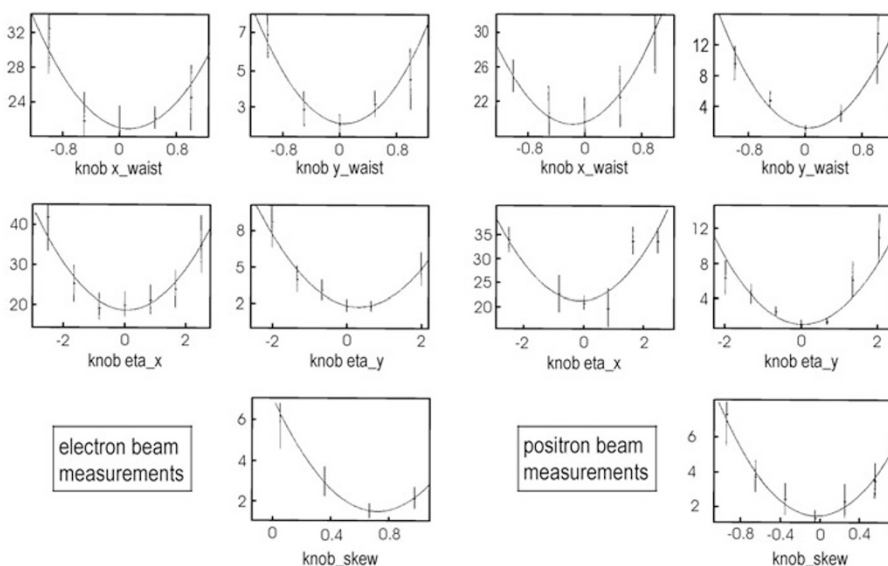 32
28
24
20
-0.8 0 0.8
knob x_waist
7
5
3
-0.8 0 0.8
knob y_waist
30
26
22
-0.8 0 0.8
knob x_waist
12
8
4
-0.8 0 0.8
knob y_waist
40
30
20
-2 0 2
knob eta_x
8
5
2
-2 0 2
knob eta_y
35
30
25
20
-2 0 2
knob eta_x
12
8
4
-2 0 2
knob eta_y
electron beam
measurements
6
4
2
0 0.4 0.8
knob_skew
positron beam
measurements
6
4
2
-0.8 -0.4 0 0.4
knob_skew